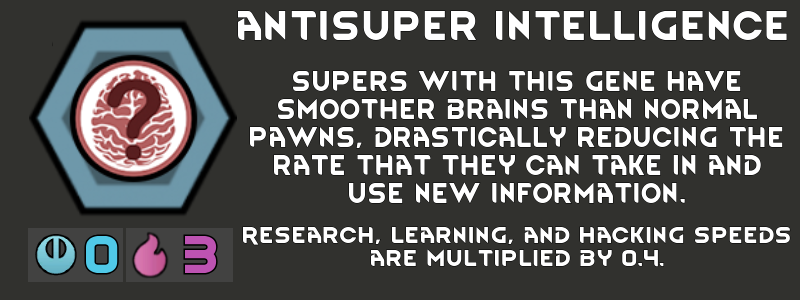 ANTISUPER INTELLIGENCE
SUPERS WITH THIS GENE HAVE
SMOOTHER BRAINS THAN NORMAL
PAWNS, DRASTICALLY REDUCING THE
RATE THAT THEY CAN TAKE IN AND
USE NEW INFORMATION.
?
RESEARCH, LEARNING, AND HACKING SPEEDS
ARE MULTIPLIED BY 0.4.
0 3